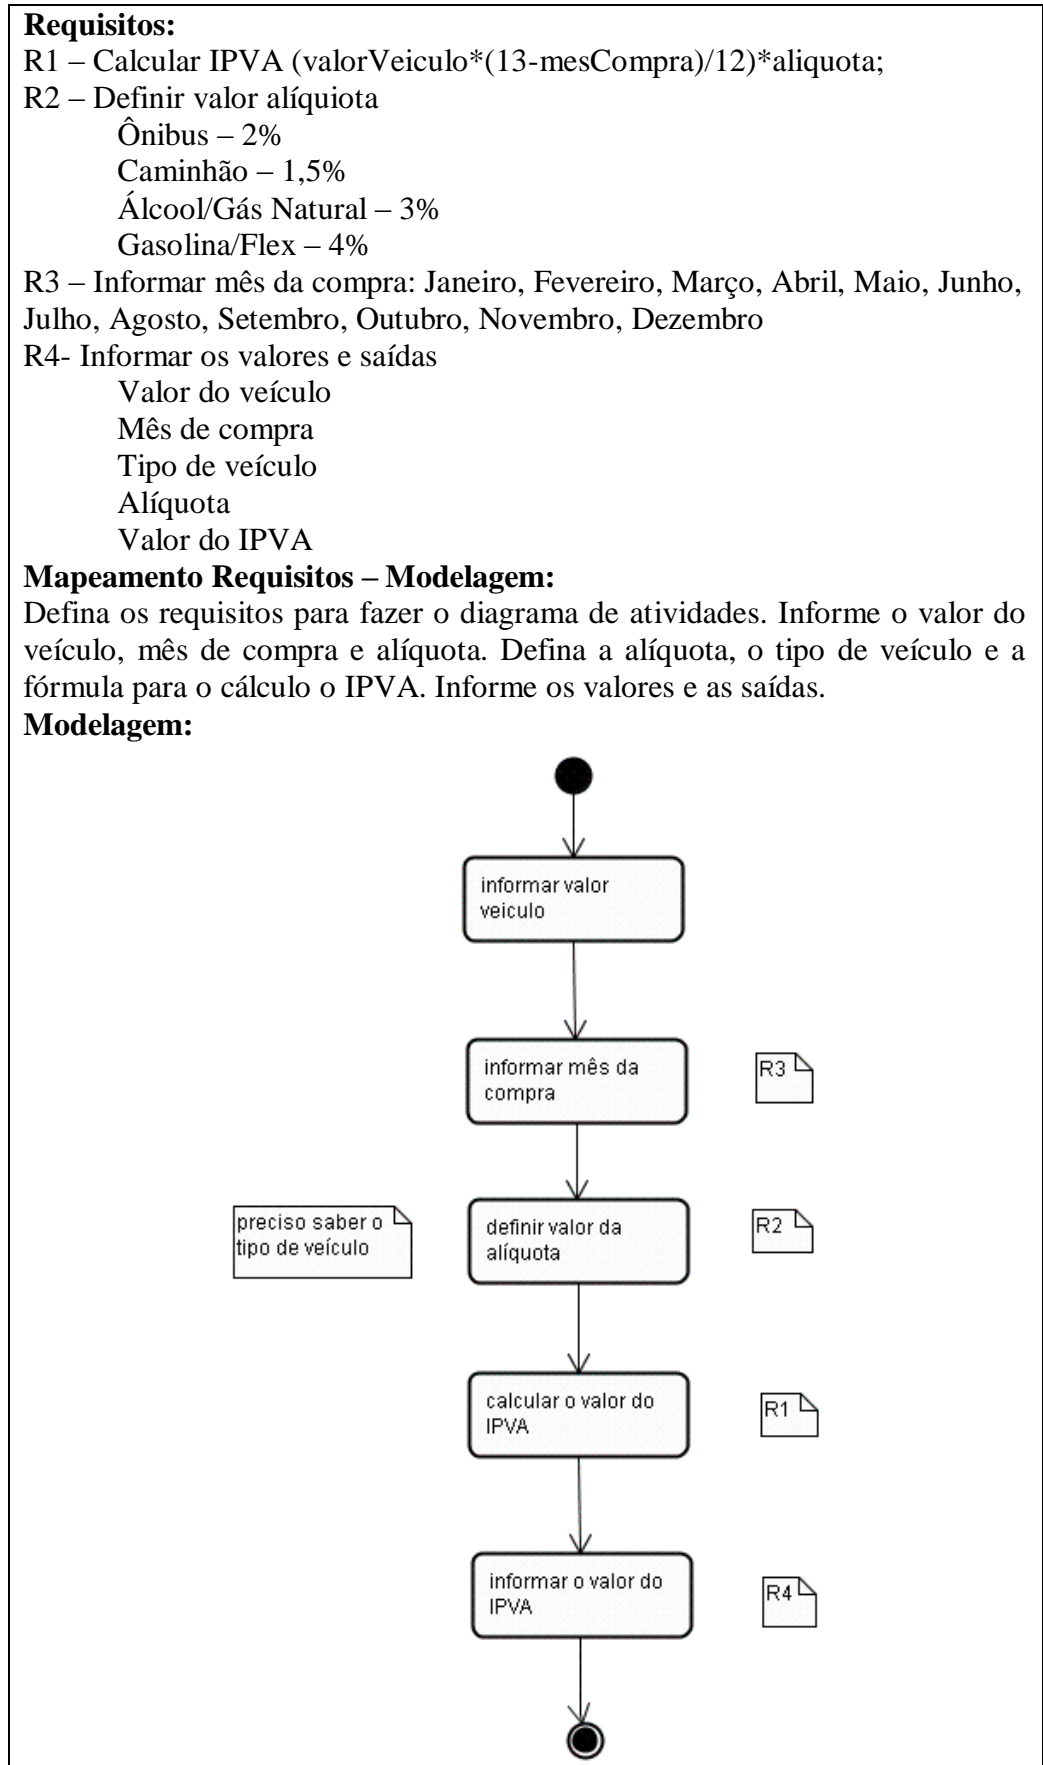 Requisitos:
R1 – Calcular IPVA (valorVeiculo*(13-mesCompra)/12)*aliquota;
R2 – Definir valor alíquiota
Ônibus – 2%
Caminhão – 1,5%
Álcool/Gás Natural – 3%
Gasolina/Flex – 4%
R3 – Informar mês da compra: Janeiro, Fevereiro, Março, Abril, Maio, Junho,
Julho, Agosto, Setembro, Outubro, Novembro, Dezembro
R4- Informar os valores e saídas
Valor do veículo
Mês de compra
Tipo de veículo
Alíquota
Valor do IPVA
Mapeamento Requisitos – Modelagem:
Defina os requisitos para fazer o diagrama de atividades. Informe o valor do
veículo, mês de compra e alíquota. Defina a alíquota, o tipo de veículo e a
fórmula para o cálculo o IPVA. Informe os valores e as saídas.
Modelagem:
informar valor
veiculo
informar mês da
compra
R3
preciso saber o
tipo de veículo
definir valor da
alíquota
R2
calcular o valor do
IPVA
R1
informar o valor do
IPVA
R4